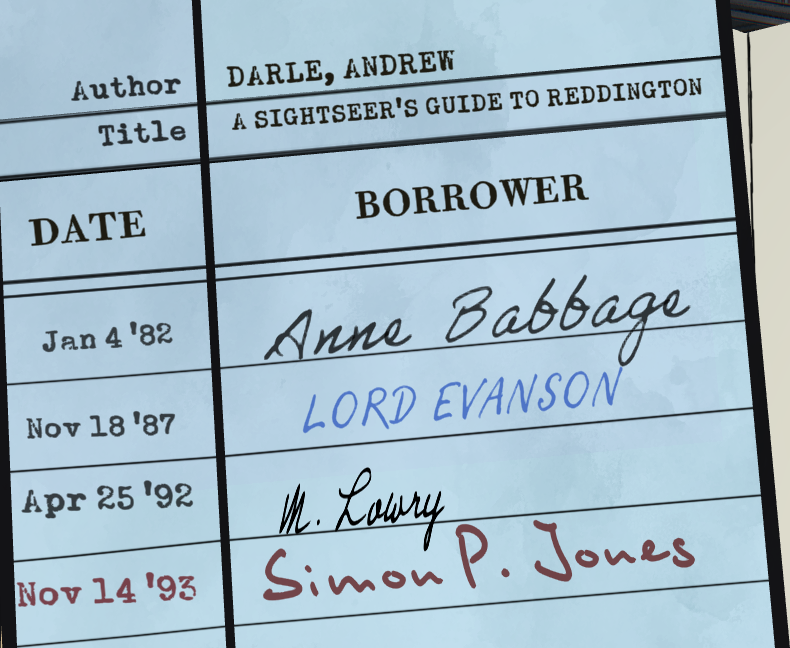 Author DARLE, ANDREW
Title A SIGHTSEER'S GUIDE TO REDDINGTON
DATE BORROWER
Jan 4 '82 Anne Babbage
Nov 18 '87 LORD EVANSON
Apr 25 '92 M. Lowry
Nov 14 '93 Simon P. Jones